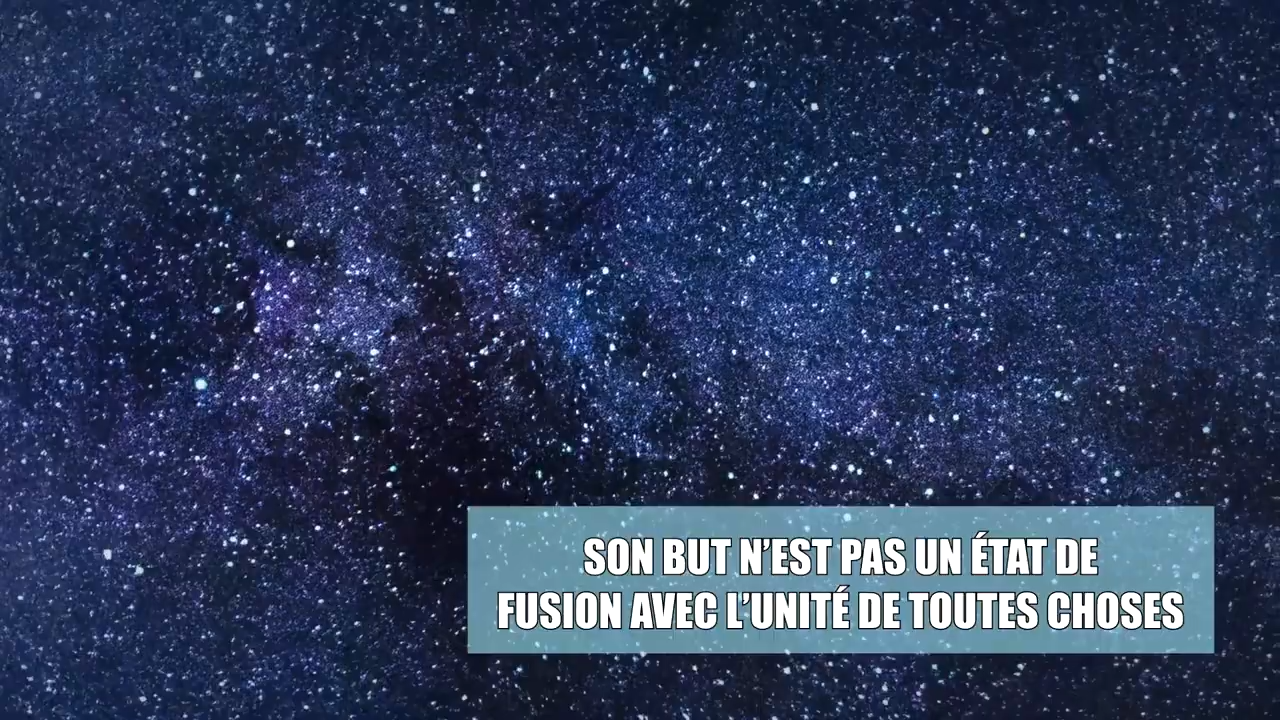 SON BUT N’EST PAS UN ÉTAT DE
FUSION AVEC L’UNITÉ DE TOUTES CHOSES